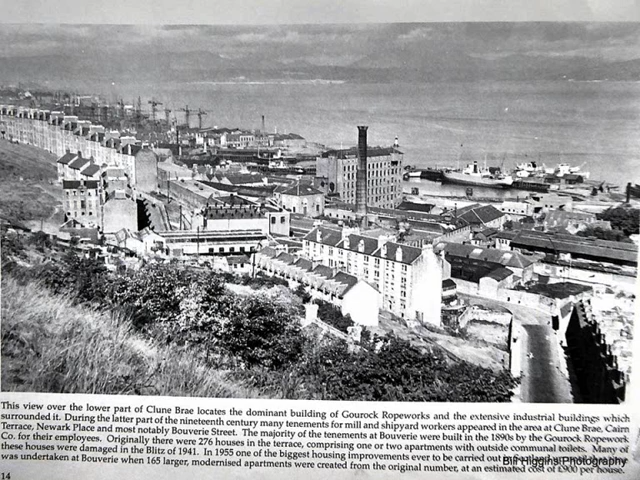 This view over the lower part of Clune Brae locates the dominant building of Gourock Ropeworks and the extensive industrial buildings which
surrounded it. During the latter part of the nineteenth century many tenements for mill and shipyard workers appeared in the area at Clune Brae, Cairn
Terrace, Newark Place and most notably Bouverie Street. The majority of the tenements at Bouverie were built in the 1890s by the Gourock Ropework
Co. for their employees. Originally there were 276 houses in the terrace, comprising one or two apartments with outside communal toilets. Many of
these houses were damaged in the Blitz of 1941. In 1955 one of the biggest housing improvements ever to be carried out in Scotland
was undertaken at Bouverie when 165 larger, modernised apartments were created from the original number, at an estimated cost of £900 per house.
Bill Higgins Photography
14